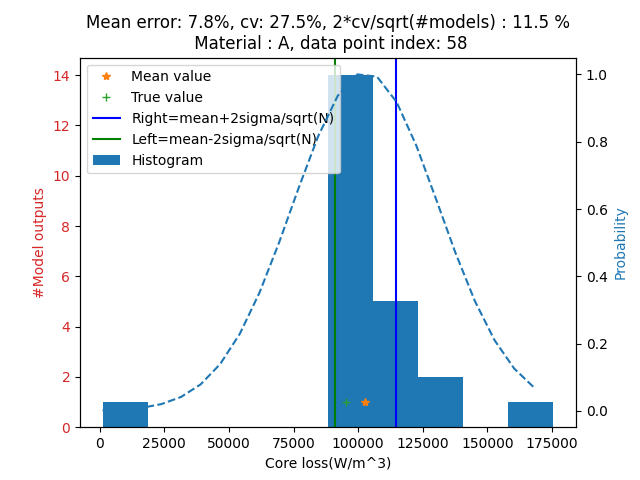 Mean error: 7.8%, cv: 27.5%, 2*cv/sqrt(#models) : 11.5 %
Material : A, data point index: 58
Mean value
True value
Right=mean+2sigma/sqrt(N)
Left=mean-2sigma/sqrt(N)
Histogram
14
12
10
8
6
4
2
0
#Model outputs
1.0
0.8
0.6
0.4
0.2
0.0
Probability
0 25000 50000 75000 100000 125000 150000 175000
Core loss(W/m^3)